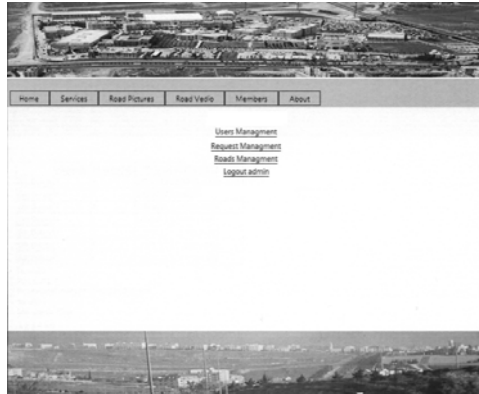 Home Services Road Pictures Road Vedio Members About
Users Managment
Request Managment
Roads Managment
Logout admin